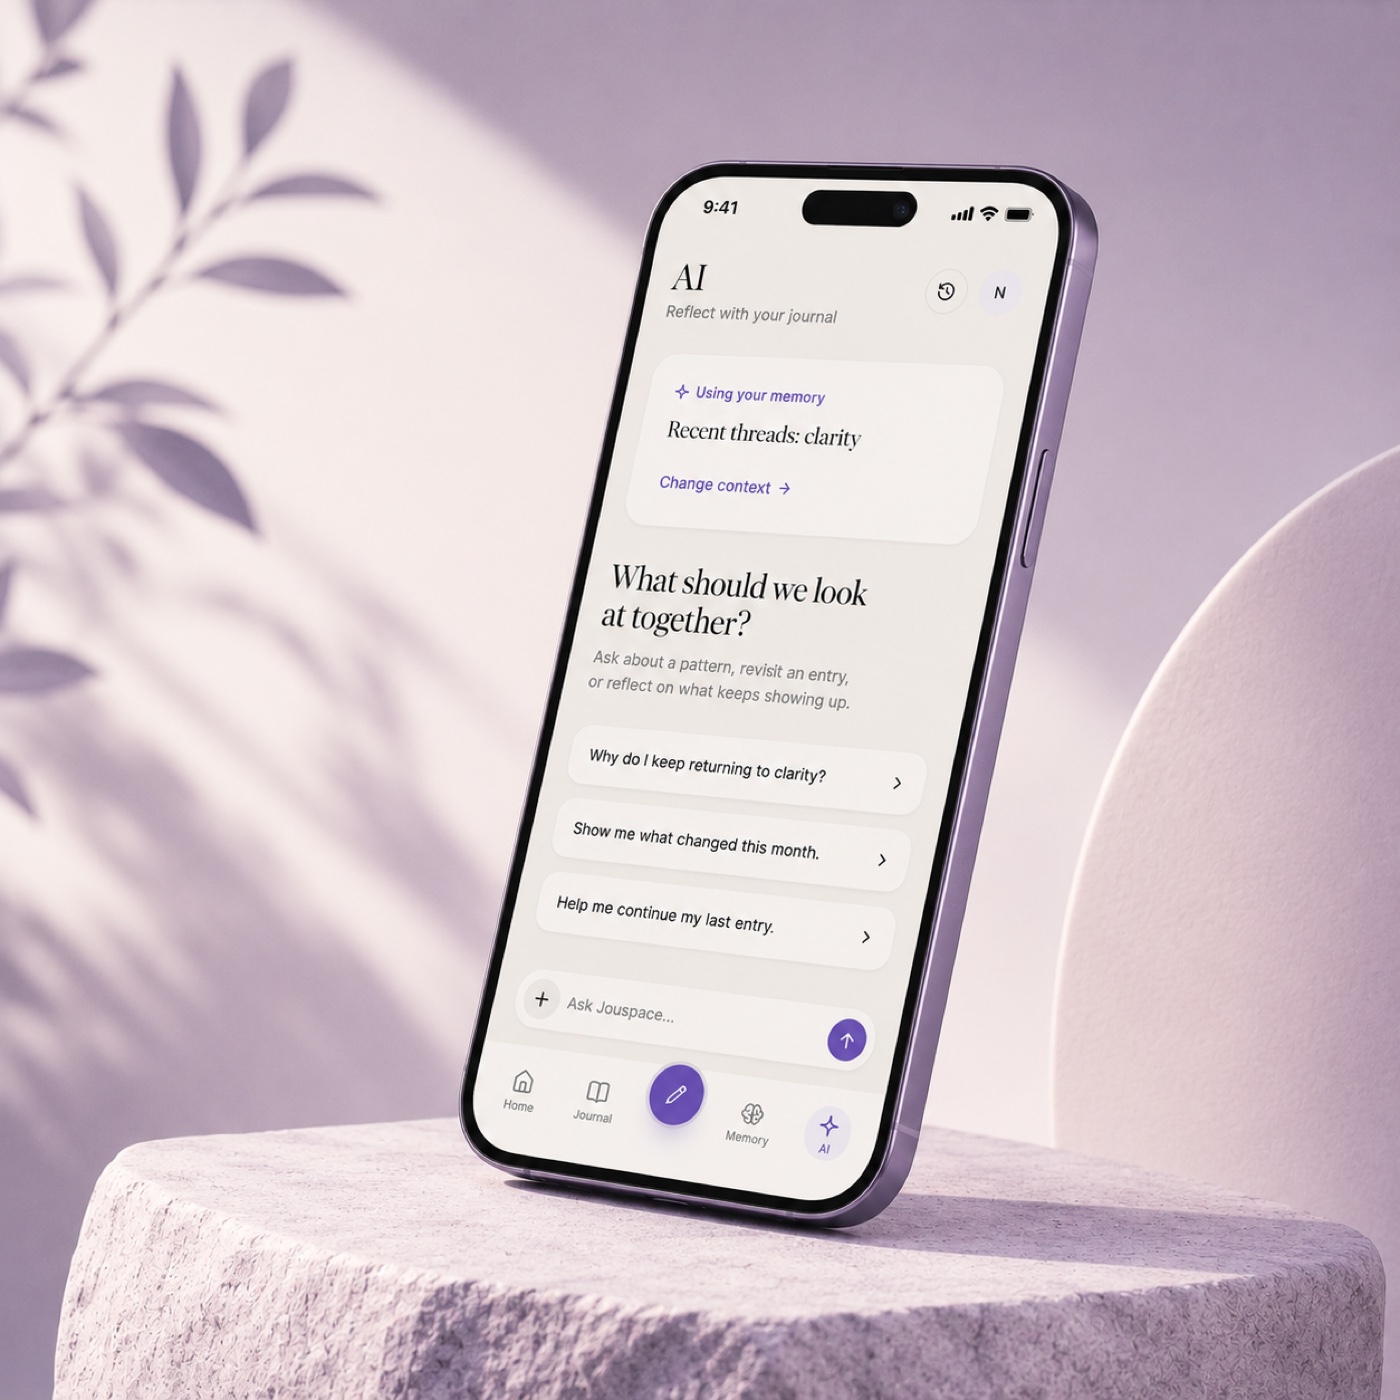 9:41
AI
N
Reflect with your journal
Using your memory
Recent threads: clarity
Change context →
What should we look
at together?
Ask about a pattern, revisit an entry,
or reflect on what keeps showing up.
Why do I keep returning to clarity?
Show me what changed this month.
Help me continue my last entry.
Ask Jouspace...
Home
Journal
Memory
AI